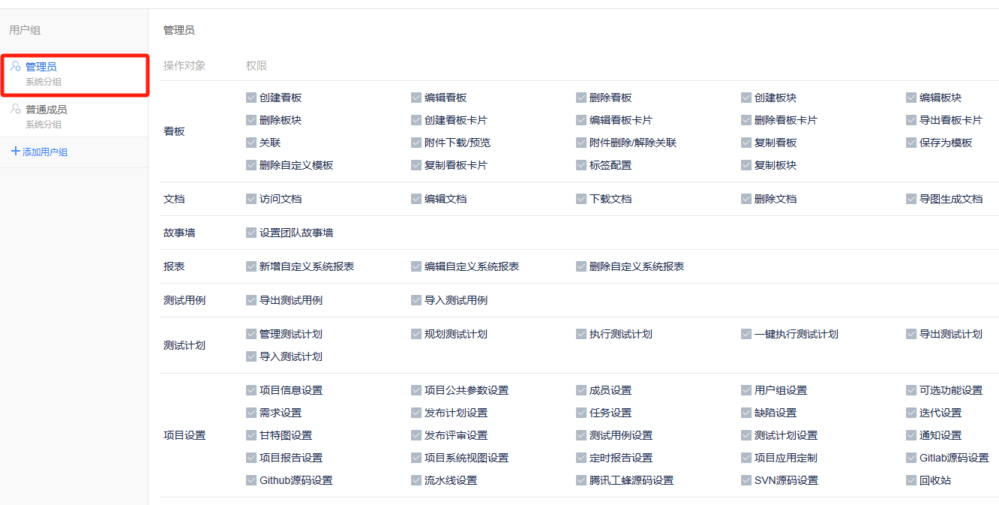 用户组
管理员
系统分组
普通成员
系统分组
添加用户组
管理员
操作对象 权限
看板
创建看板 编辑看板 删除看板 创建板块 编辑板块
删除板块 创建看板卡片 编辑看板卡片 删除看板卡片 导出看板卡片
关联 附件下载/预览 附件删除/解除关联 复制看板 保存为模板
删除自定义模板 复制看板卡片 标签配置 复制板块
文档 访问文档 编辑文档 下载文档 删除文档 导图生成文档
故事墙 设置团队故事墙
报表 新增自定义系统报表 编辑自定义系统报表 删除自定义系统报表
测试用例 导出测试用例 导入测试用例
测试计划
管理测试计划 规划测试计划 执行测试计划 一键执行测试计划 导出测试计划
导入测试计划
项目设置
项目信息设置 项目公共参数设置 成员设置 用户组设置 可选功能设置
需求设置 发布计划设置 任务设置 缺陷设置 迭代设置
甘特图设置 发布评审设置 测试用例设置 测试计划设置 通知设置
项目报告设置 项目系统视图设置 定时报告设置 项目应用定制 Gitlab源码设置
Github源码设置 流水线设置 腾讯工蜂源码设置 SVN源码设置 回收站